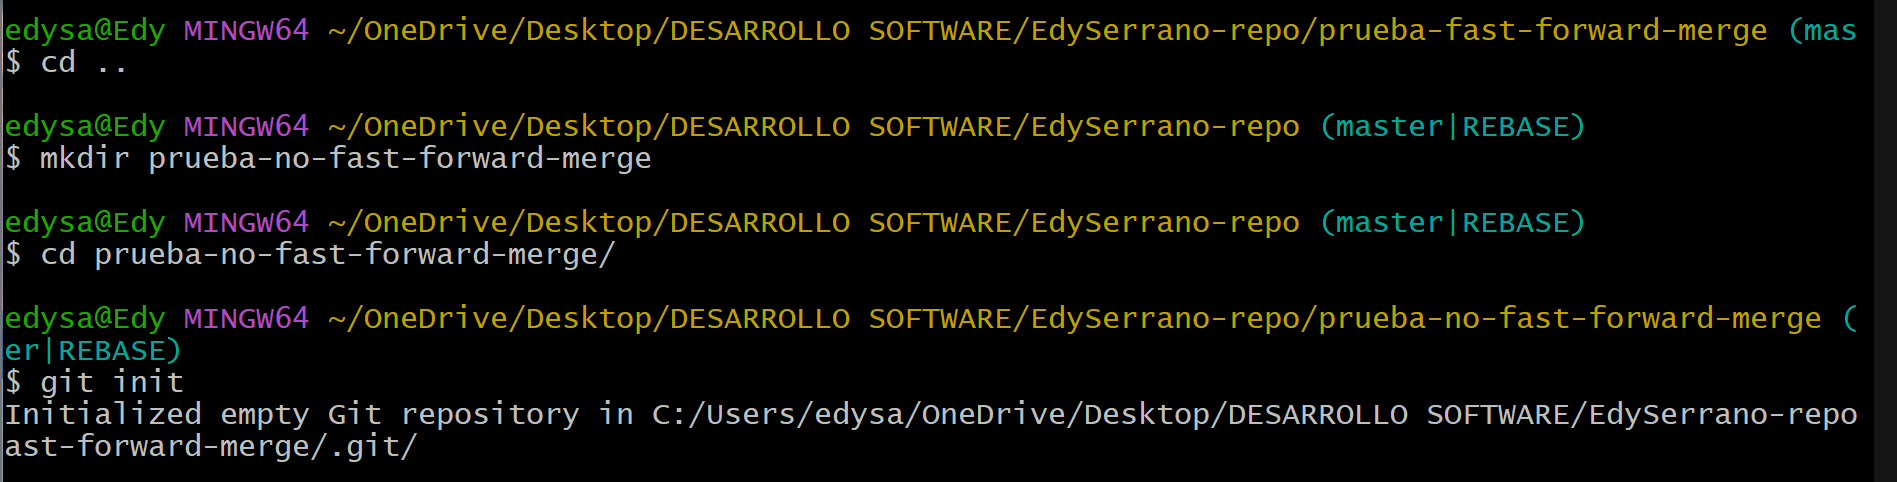 edysa@Edy MINGW64 ~/OneDrive/Desktop/DESARROLLO SOFTWARE/EdySerrano-repo/prueba-fast-forward-merge (mas
$ cd ..
edysa@Edy MINGW64 ~/OneDrive/Desktop/DESARROLLO SOFTWARE/EdySerrano-repo (master|REBASE)
$ mkdir prueba-no-fast-forward-merge
edysa@Edy MINGW64 ~/OneDrive/Desktop/DESARROLLO SOFTWARE/EdySerrano-repo (master|REBASE)
$ cd prueba-no-fast-forward-merge/
edysa@Edy MINGW64 ~/OneDrive/Desktop/DESARROLLO SOFTWARE/EdySerrano-repo/prueba-no-fast-forward-merge (
er|REBASE)
$ git init
Initialized empty Git repository in C:/Users/edysa/OneDrive/Desktop/DESARROLLO SOFTWARE/EdySerrano-repo
ast-forward-merge/.git/